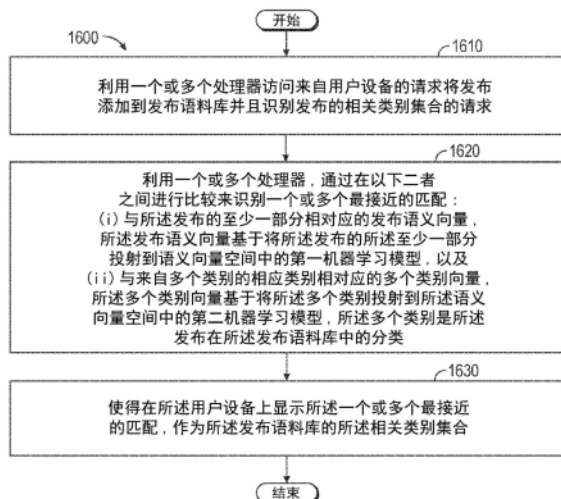 开始
1600
1610
利用一个或多个处理器访问来自用户设备的请求将发布
添加到发布语料库并且识别发布的相关类别集合的请求
1620
利用一个或多个处理器，通过在以下二者
之间进行比较来识别一个或多个最接近的匹配：
(i)与所述发布的至少一部分相对应的发布语义向量，
所述发布语义向量基于将所述发布的所述至少一部分
投射到语义向量空间中的第一机器学习模型，以及
(ii)与来自多个类别的相应类别相对应的多个类别向量，
所述多个类别向量基于将所述多个类别投射到所述语义
向量空间中的第二机器学习模型，所述多个类别是所述
发布在所述发布语料库中的分类
1630
使得在所述用户设备上显示所述一个或多个最接近
的匹配，作为所述发布语料库的所述相关类别集合
结束